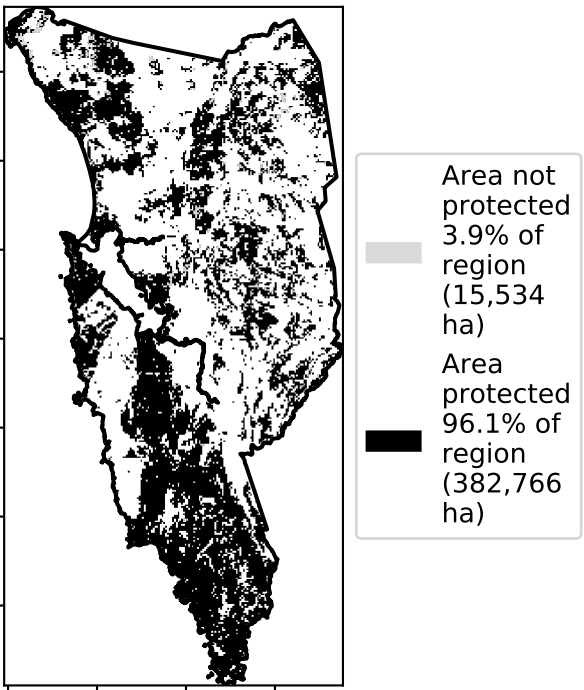 Area not
protected
3.9% of
region
(15,534
ha)
Area
protected
96.1% of
region
(382,766
ha)